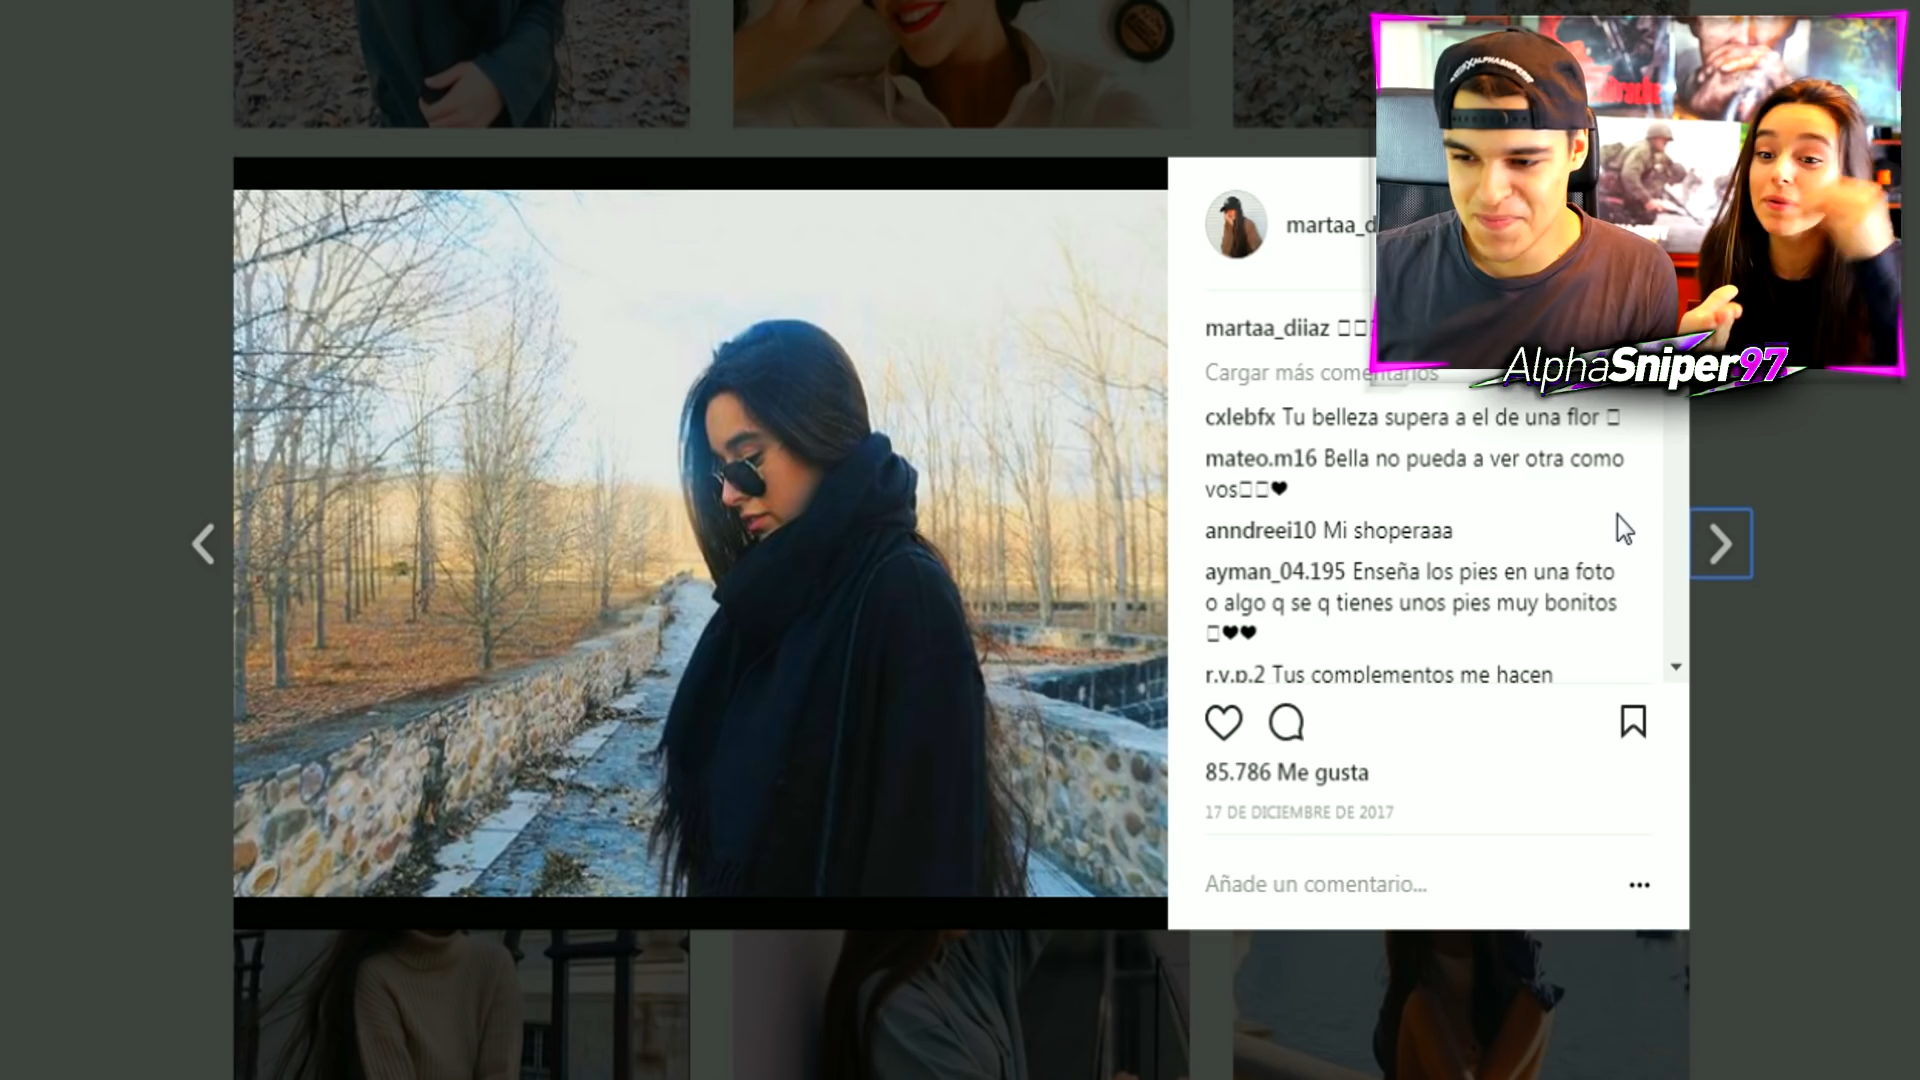 martaa_d
martaa_diiaz
Cargar más comentarios
cxlebfx Tu belleza supera a el de una flor
mateo.m16 Bella no pueda a ver otra como
vos♥
anndreei10 Mi shoperaaa
ayman_04.195 Enseña los pies en una foto
o algo q se q tienes unos pies muy bonitos
♥♥
r.v.p.2 Tus complementos me hacen
85.786 Me gusta
17 DE DICIEMBRE DE 2017
Añade un comentario...
AlphaSniper97